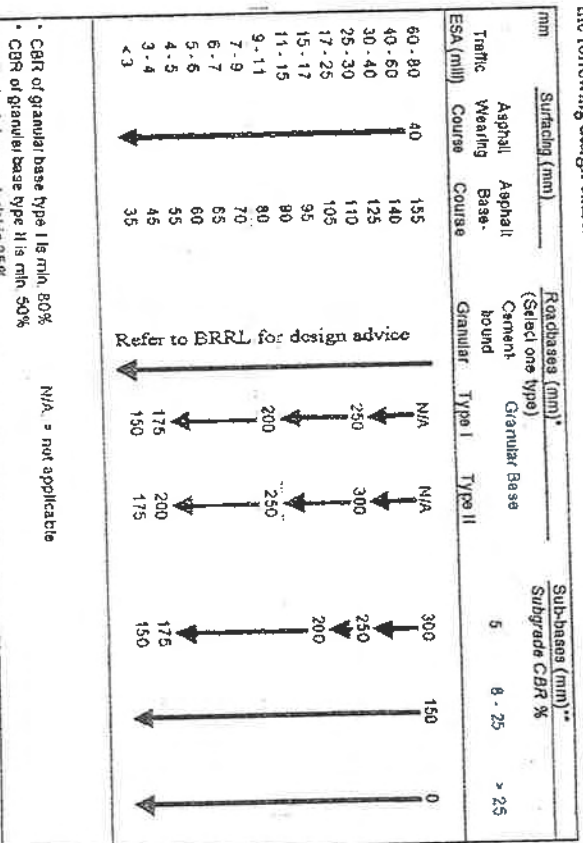 the following design
mm Surfacing (mm) Roadbases (mm)* Sub-bases (mm)**
(Select one type) Subgrade CBR %
Traffic Asphalt Asphalt Cement- Granular Base
Wearing Base- bound 5 6 - 25 > 25
ESA (mill) Course Course Granular Type I Type II
60 - 80 40 155 N/A N/A 300 150 0
40 - 60 140
30 - 40 125
25 - 30 110 250 300 250
17 - 25 105 200
15 - 17 95
11 - 15 90
9 - 11 80 200 250
7 - 9 70
6 - 7 65
5 - 6 60
4 - 5 55
3 - 4 45 175 200 175
< 3 35 150 175 150
Refer to BRRL for design advice
* CBR of granular base type I is min. 80% N/A = not applicable
* CBR of granular base type II is min. 50%